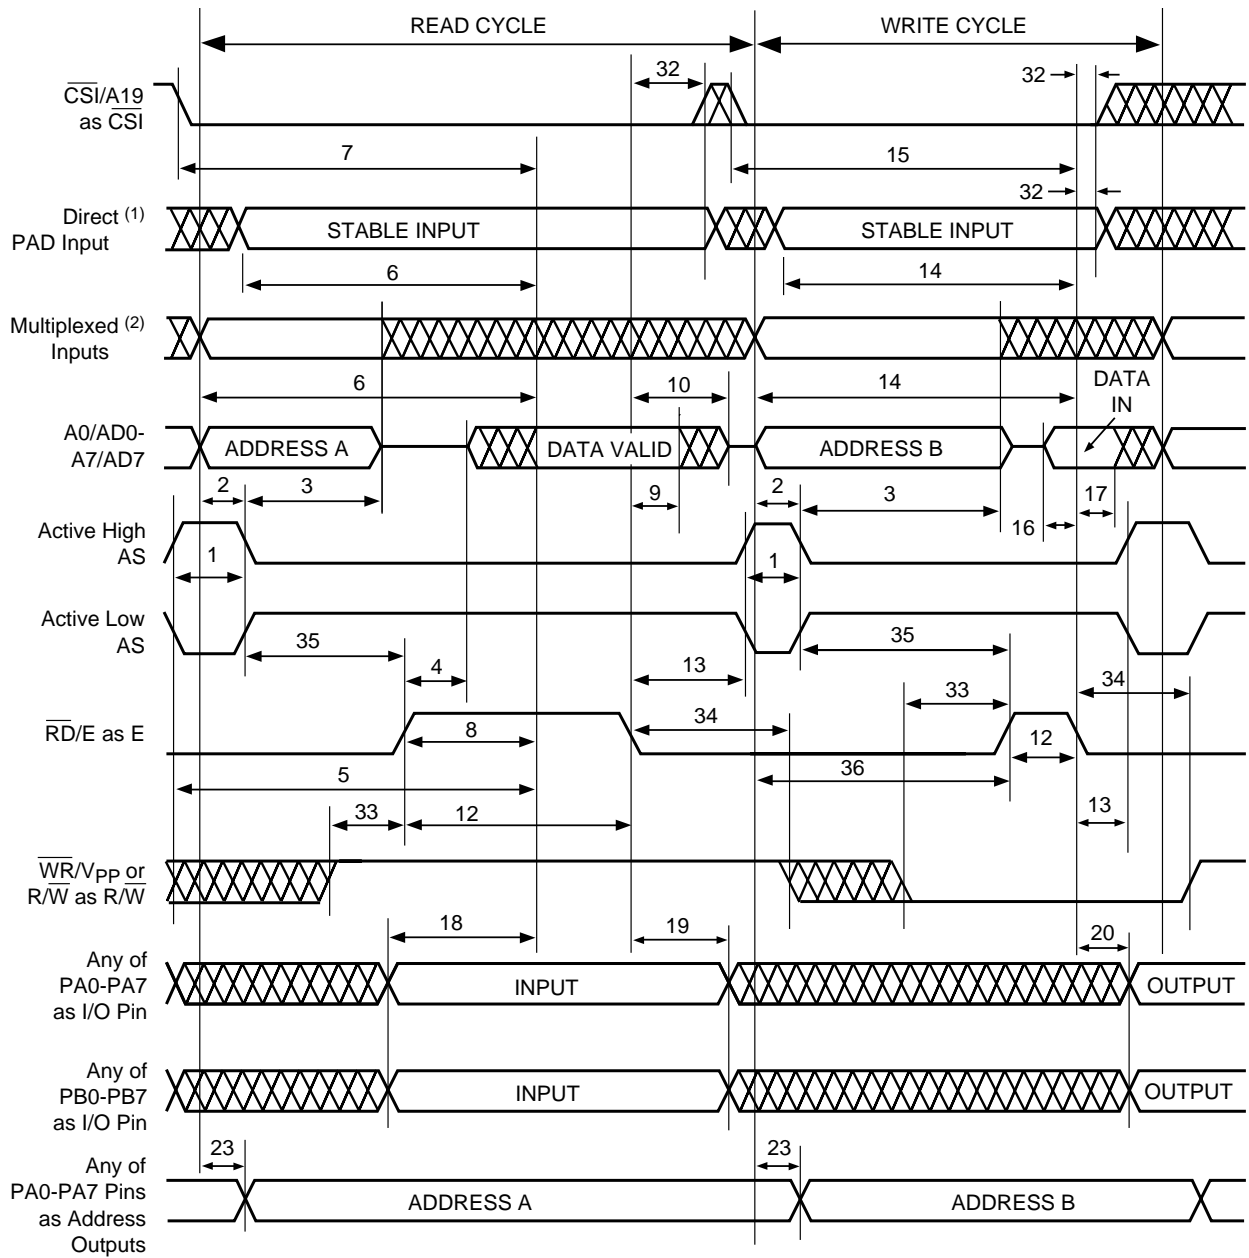 READ CYCLE
WRITE CYCLE
32
32
CSI/A19
as CSI
7
15
32
Direct (1)
PAD Input
STABLE INPUT
STABLE INPUT
6
14
Multiplexed (2)
Inputs
6
10
14
DATA
IN
A0/AD0-
A7/AD7
ADDRESS A
DATA VALID
ADDRESS B
2
3
9
2
3
16
17
Active High
AS
1
1
Active Low
AS
35
4
13
35
33
34
34
RD/E as E
8
12
5
36
33
12
13
WR/VPP or
R/W as R/W
18
19
20
Any of
PA0-PA7
as I/O Pin
INPUT
OUTPUT
Any of
PB0-PB7
as I/O Pin
INPUT
OUTPUT
23
23
Any of
PA0-PA7 Pins
as Address
Outputs
ADDRESS A
ADDRESS B